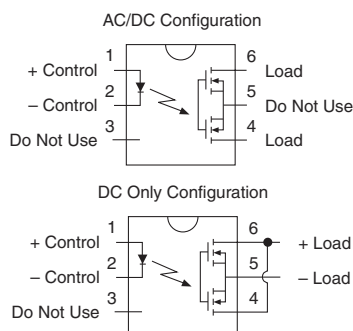 AC/DC Configuration
1 6
+ Control Load
2 5
– Control Do Not Use
3 4
Do Not Use Load
DC Only Configuration
1 6
+ Control + Load
2 5
– Control – Load
3 4
Do Not Use